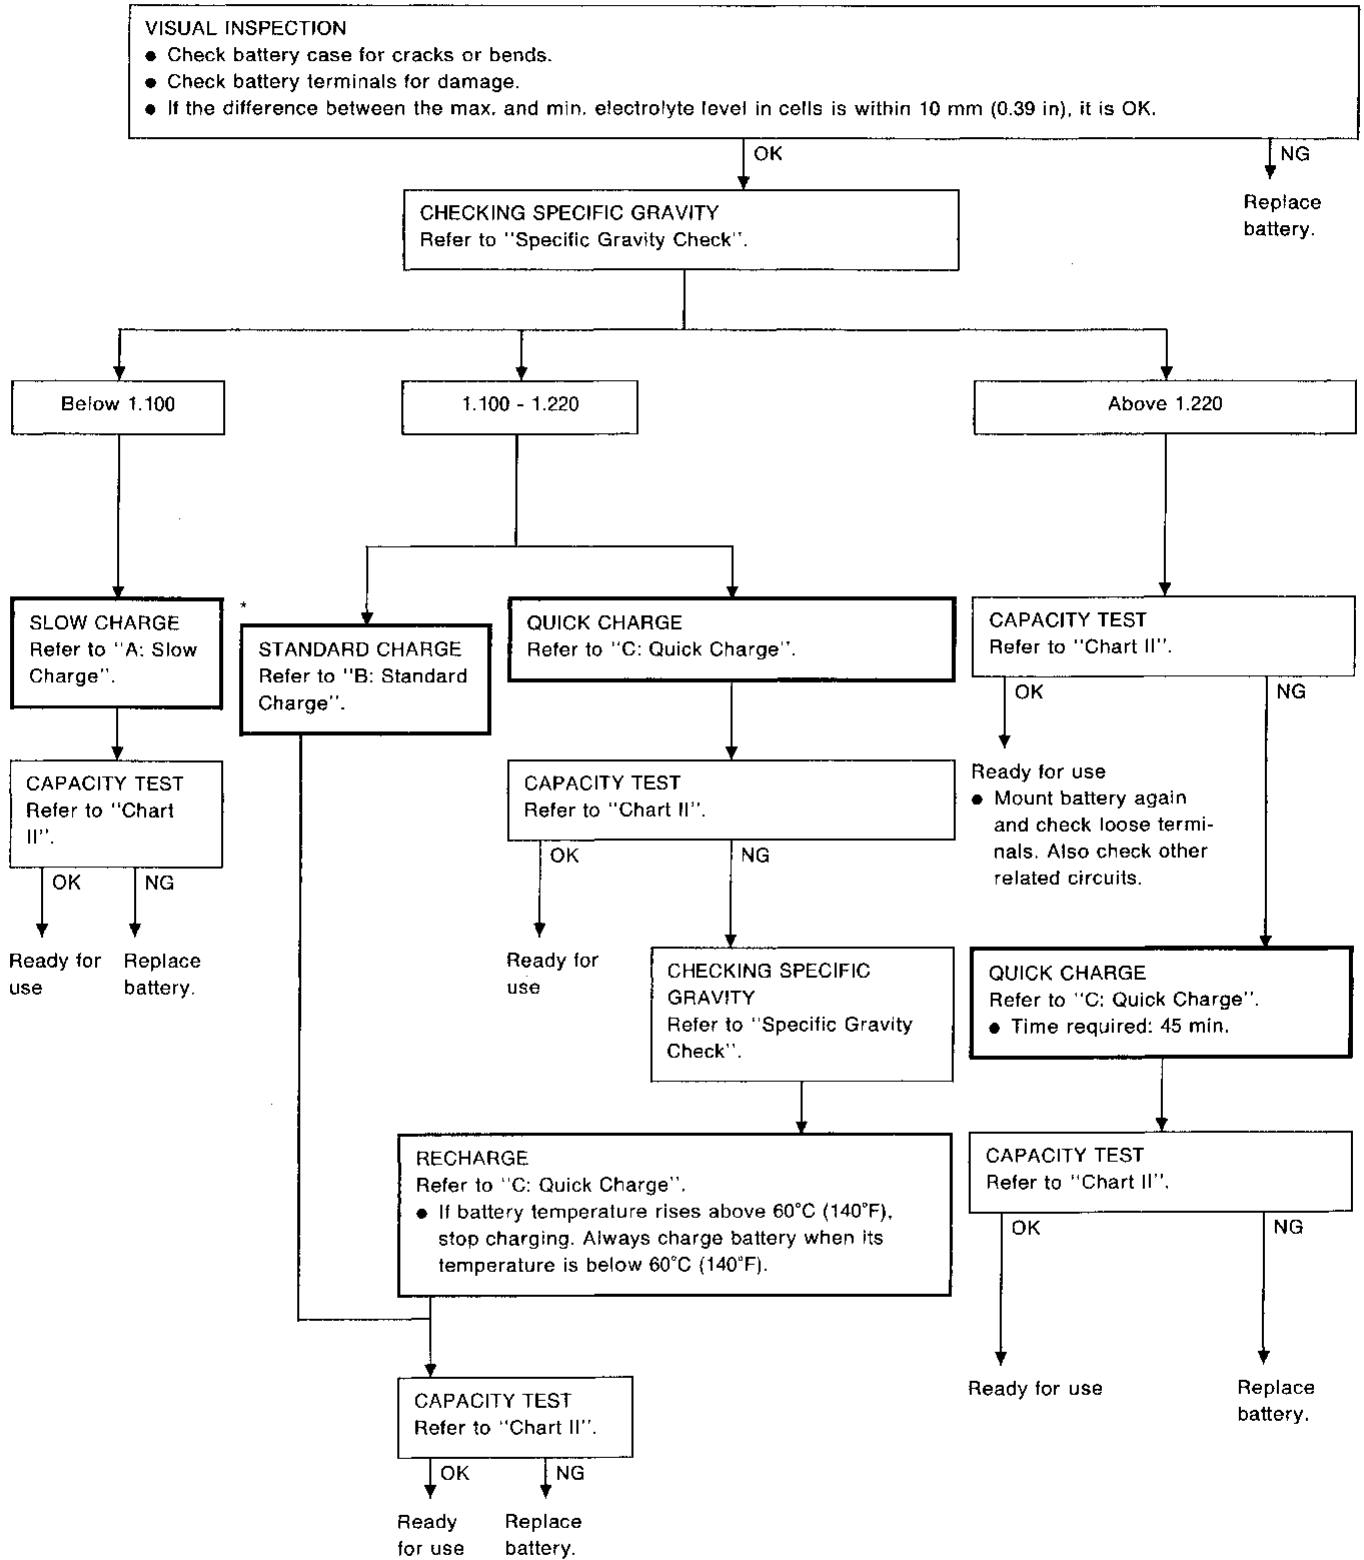 VISUAL INSPECTION
● Check battery case for cracks or bends.
● Check battery terminals for damage.
● If the difference between the max. and min. electrolyte level in cells is within 10 mm (0.39 in), it is OK.
OK
NG
Replace
battery.
CHECKING SPECIFIC GRAVITY
Refer to "Specific Gravity Check".
Below 1.100
1.100 - 1.220
Above 1.220
SLOW CHARGE
Refer to "A: Slow
Charge".
*
STANDARD CHARGE
Refer to "B: Standard
Charge".
QUICK CHARGE
Refer to "C: Quick Charge".
CAPACITY TEST
Refer to "Chart II".
OK
NG
CAPACITY TEST
Refer to "Chart
II".
OK
NG
Ready for
use
Replace
battery.
CAPACITY TEST
Refer to "Chart II".
OK
NG
Ready for
use
Ready for use
● Mount battery again
and check loose termi-
nals. Also check other
related circuits.
CHECKING SPECIFIC
GRAVITY
Refer to "Specific Gravity
Check".
QUICK CHARGE
Refer to "C: Quick Charge".
● Time required: 45 min.
RECHARGE
Refer to "C: Quick Charge".
● If battery temperature rises above 60°C (140°F),
stop charging. Always charge battery when its
temperature is below 60°C (140°F).
CAPACITY TEST
Refer to "Chart II".
OK
NG
Ready for use
Replace
battery.
CAPACITY TEST
Refer to "Chart II".
OK
NG
Ready
for use
Replace
battery.